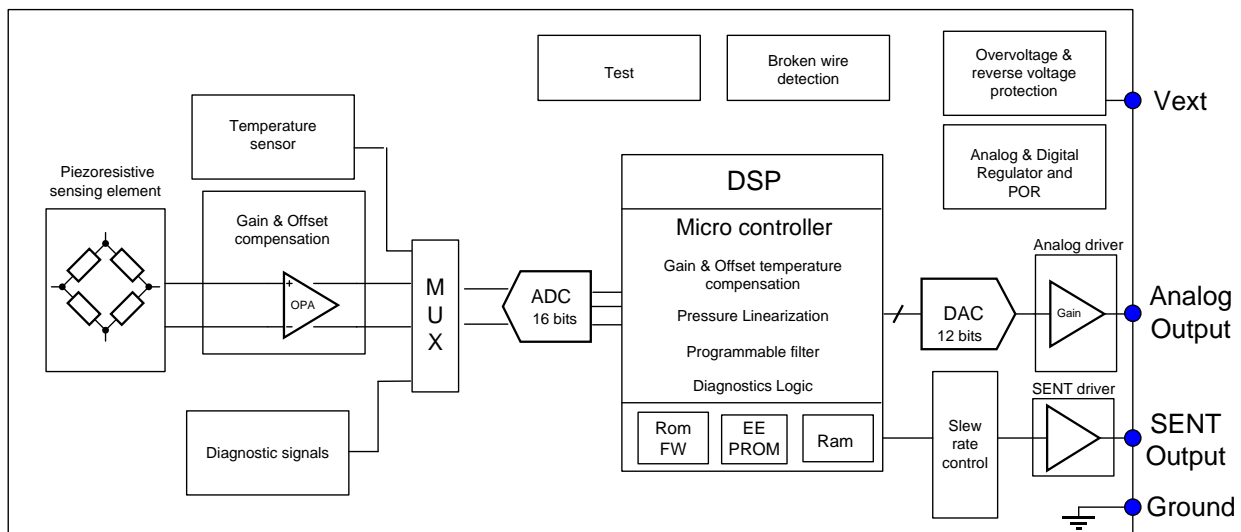 Test
Broken wire
detection
Overvoltage &
reverse voltage
protection
Vext
Temperature
sensor
Analog & Digital
Regulator and
POR
Piezoresistive
sensing element
Gain & Offset
compensation
+
OPA
−
M
U
X
ADC
16 bits
DSP
Micro controller
Gain & Offset temperature
compensation
Pressure Linearization
Programmable filter
Diagnostics Logic
Rom
FW
EE
PROM
Ram
DAC
12 bits
Analog driver
Gain
Analog
Output
Slew
rate
control
SENT driver
SENT
Output
Diagnostic signals
Ground